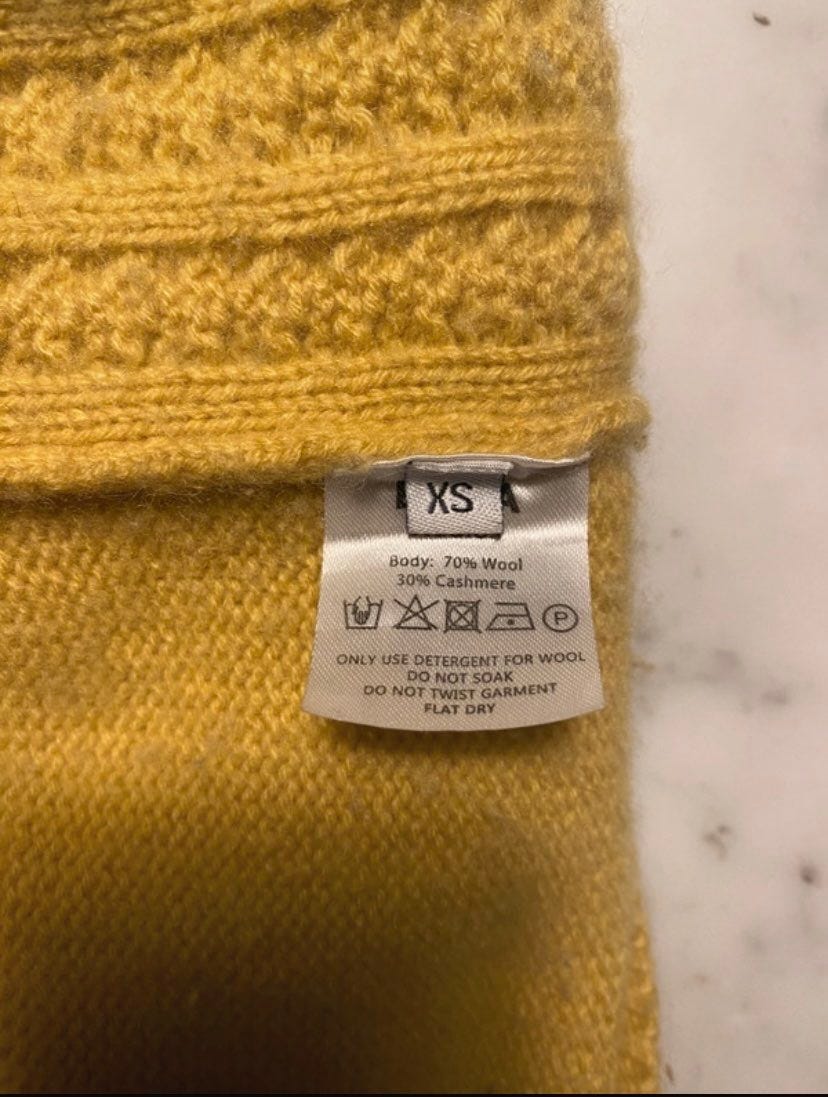 XS
Body: 70% Wool
30% Cashmere
P
ONLY USE DETERGENT FOR WOOL
DO NOT SOAK
DO NOT TWIST GARMENT
FLAT DRY